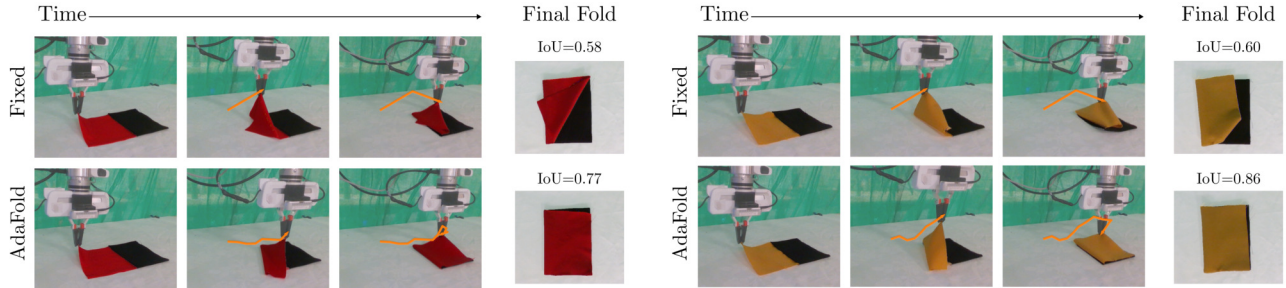 Time
Final Fold
Fixed
IoU=0.58
AdaFold
IoU=0.77
Time
Final Fold
Fixed
IoU=0.60
AdaFold
IoU=0.86